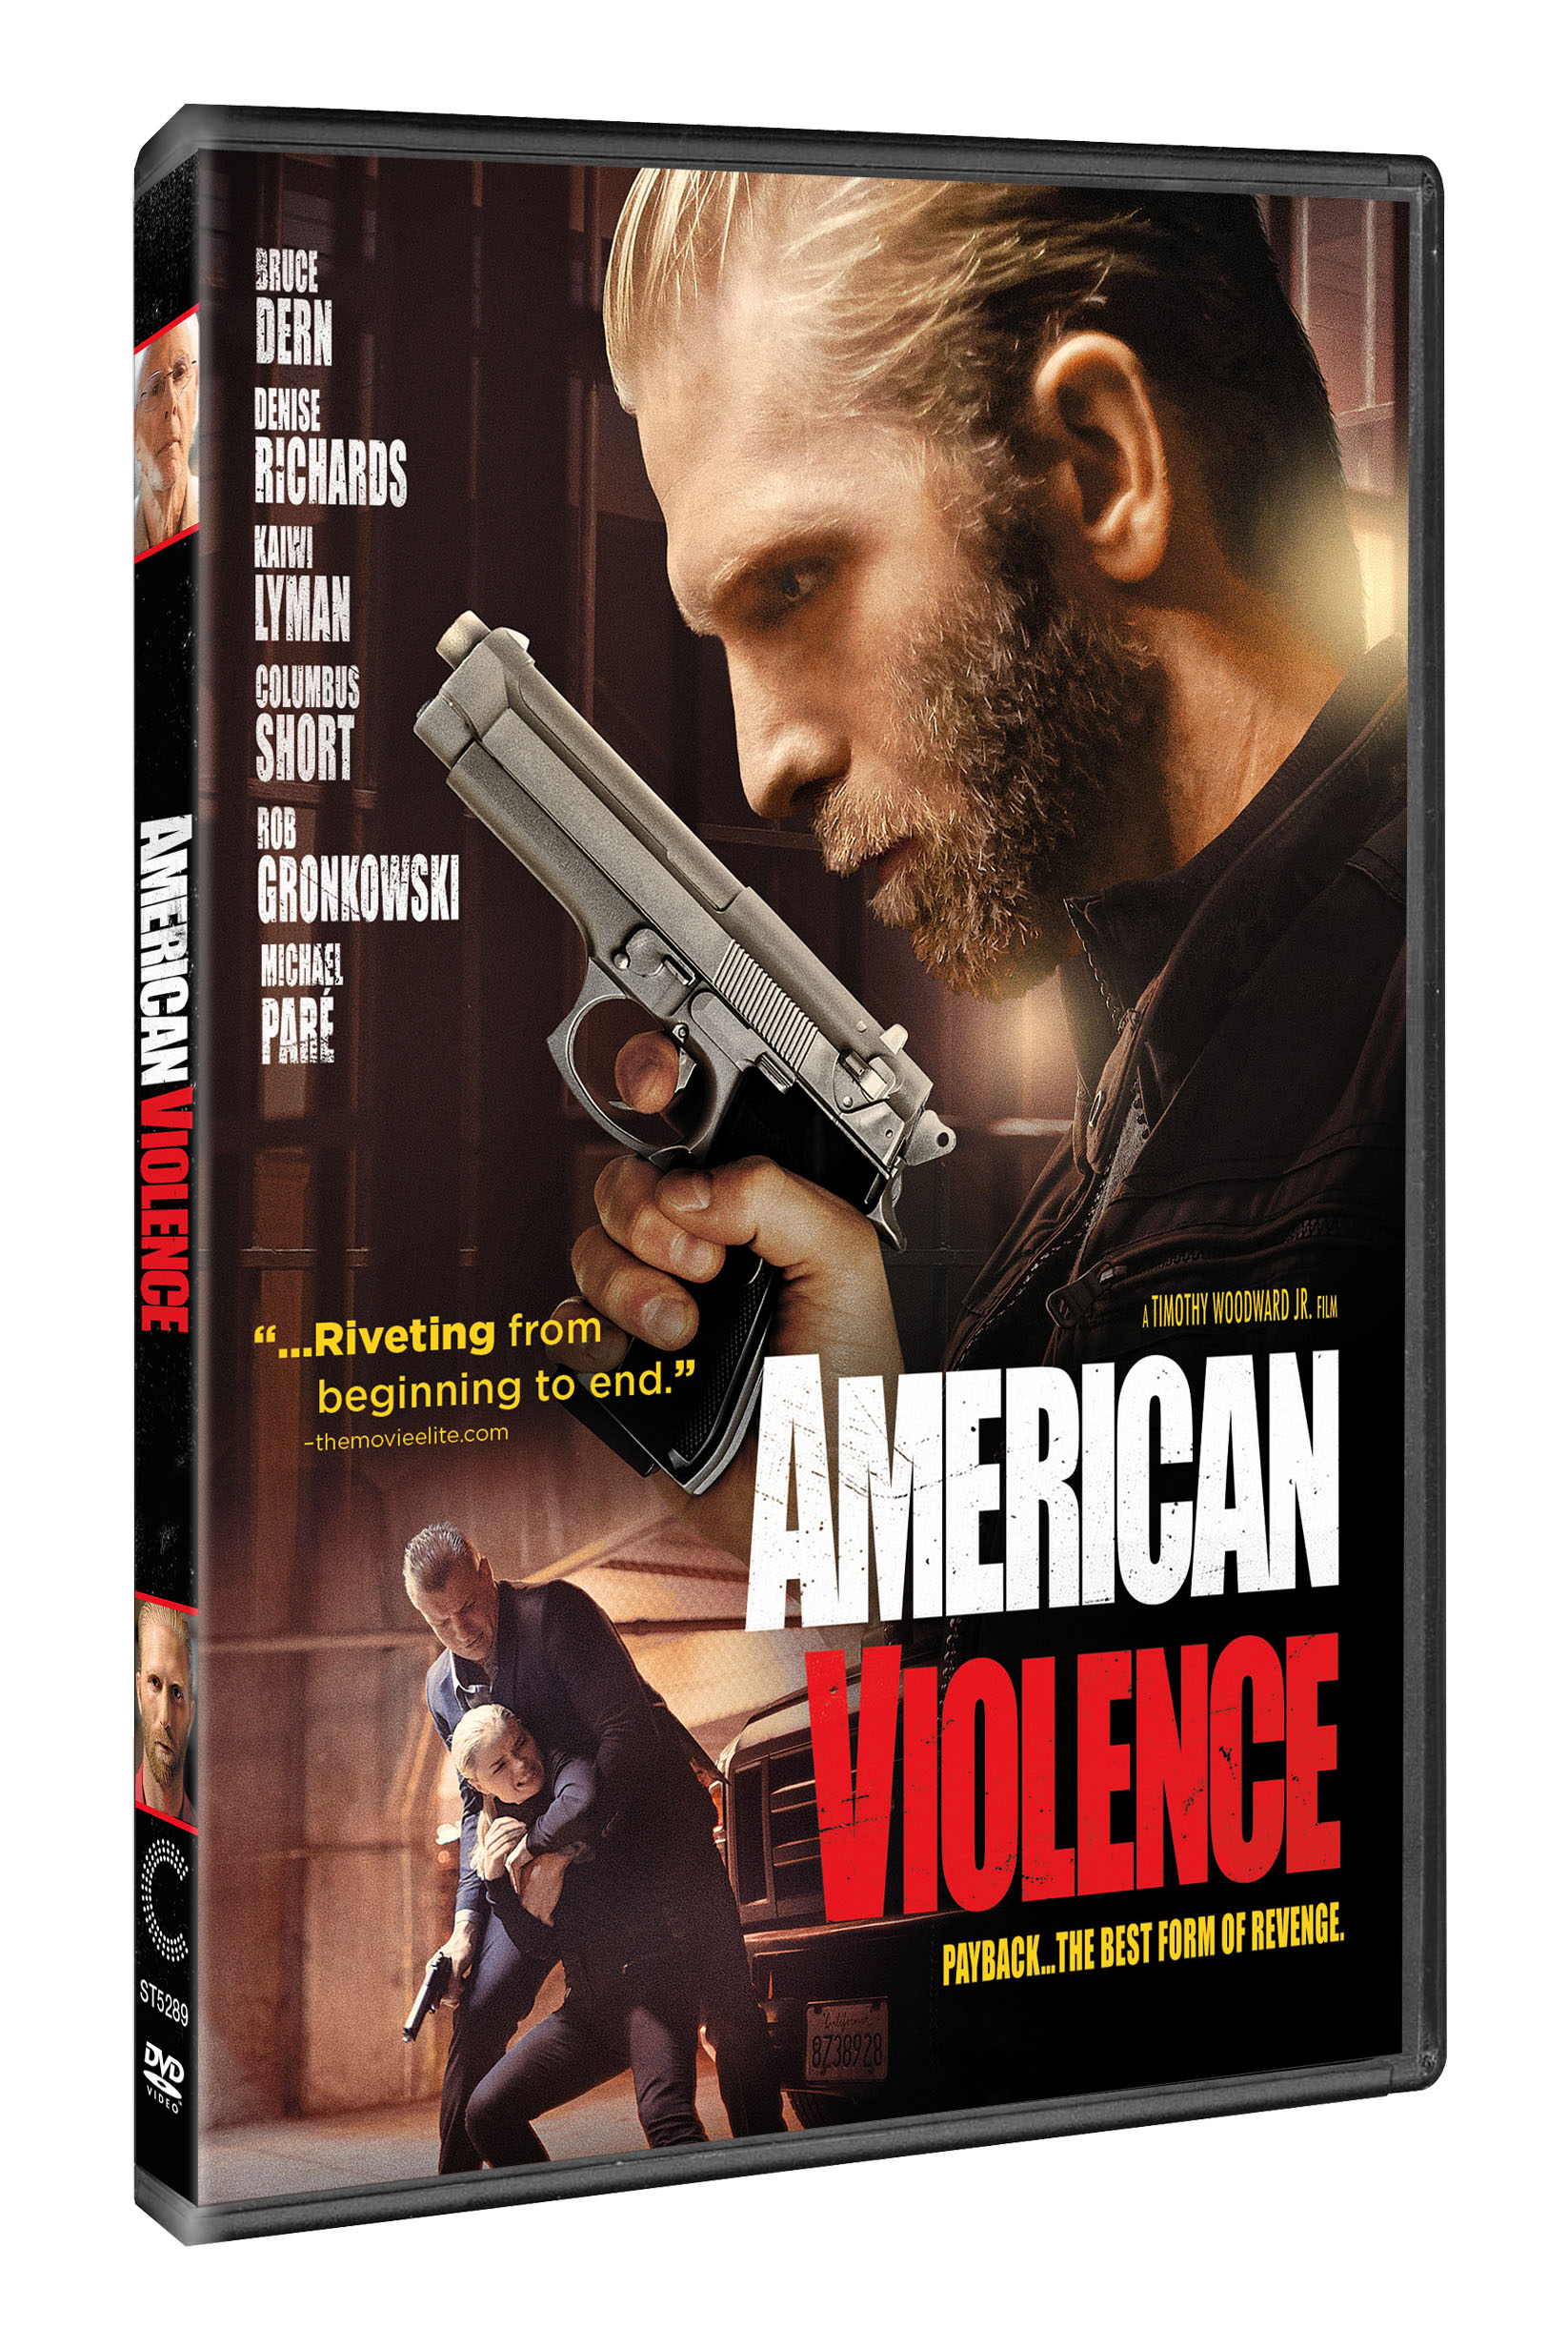 BRUCE
DERN
DENISE
RICHARDS
KAIWI
LYMAN
COLUMBUS
SHORT
ROB
GRONKOWSKI
MICHAEL
PARÉ
“...Riveting from
beginning to end.”
–themovieelite.com
A TIMOTHY WOODWARD JR. FILM
AMERICAN
VIOLENCE
PAYBACK...THE BEST FORM OF REVENGE.
California
8Z38928
AMERICAN VIOLENCE
C
ST5289
DVD
VIDEO